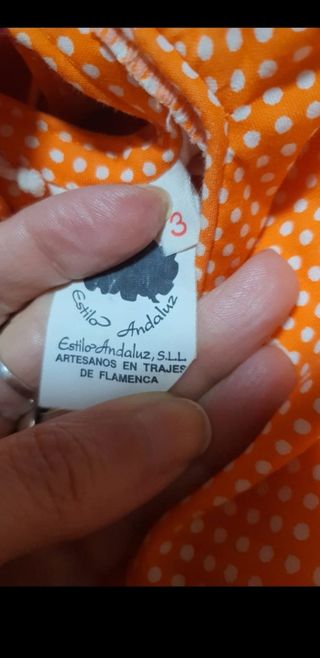 3
Estilo Andaluz
Estilo Andaluz, S.L.L
ARTESANOS EN TRAJES
DE FLAMENCA